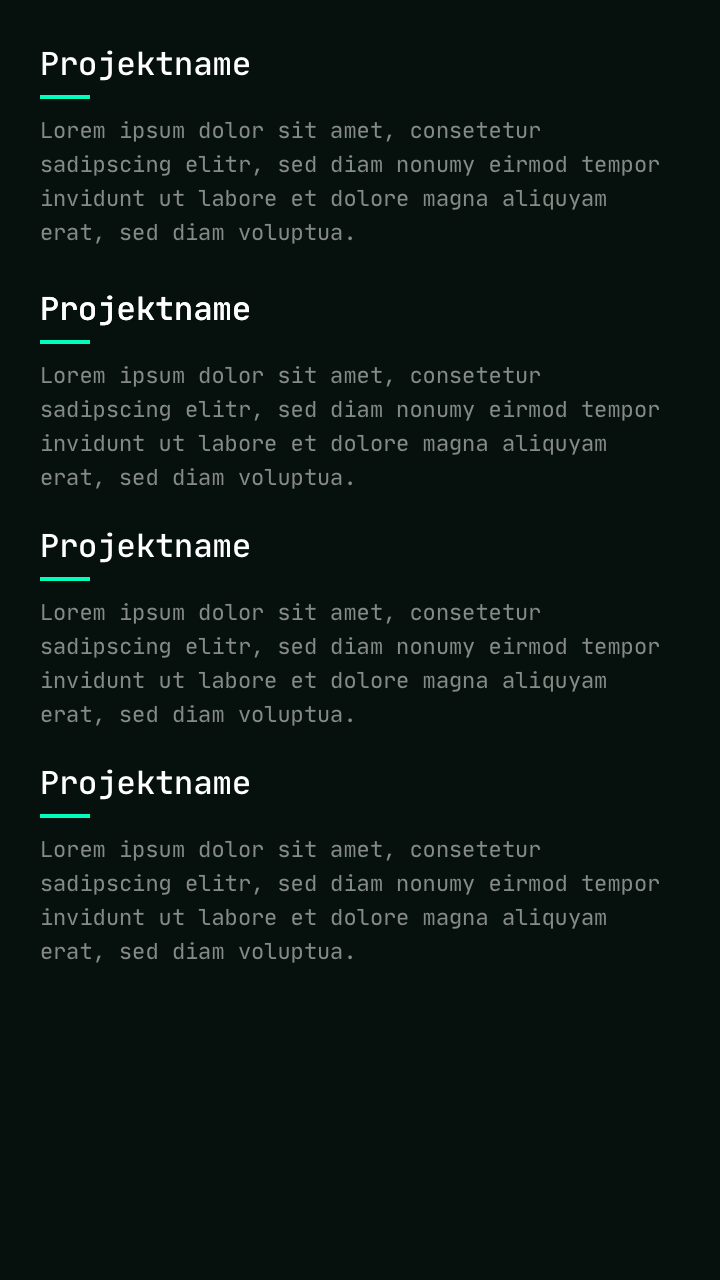 Projektname
Lorem ipsum dolor sit amet, consetetur
sadipscing elitr, sed diam nonumy eirmod tempor
invidunt ut labore et dolore magna aliquyam
erat, sed diam voluptua.
Projektname
Lorem ipsum dolor sit amet, consetetur
sadipscing elitr, sed diam nonumy eirmod tempor
invidunt ut labore et dolore magna aliquyam
erat, sed diam voluptua.
Projektname
Lorem ipsum dolor sit amet, consetetur
sadipscing elitr, sed diam nonumy eirmod tempor
invidunt ut labore et dolore magna aliquyam
erat, sed diam voluptua.
Projektname
Lorem ipsum dolor sit amet, consetetur
sadipscing elitr, sed diam nonumy eirmod tempor
invidunt ut labore et dolore magna aliquyam
erat, sed diam voluptua.